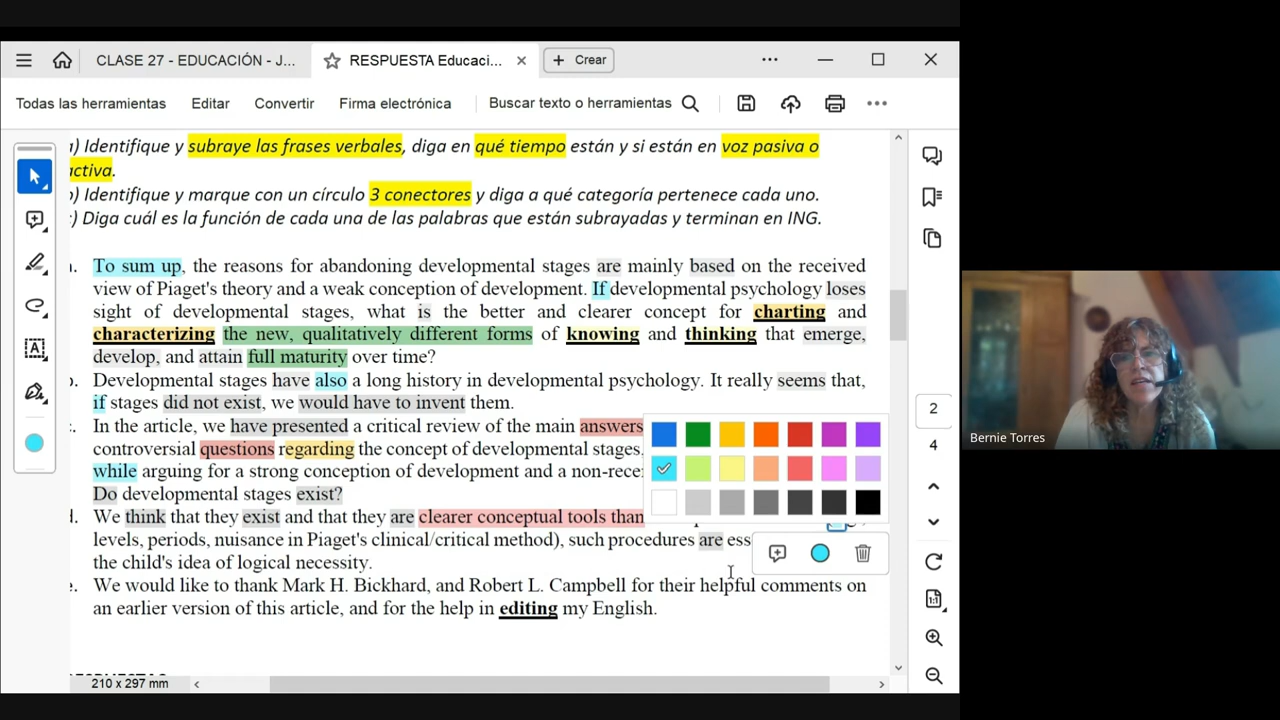 CLASE 27 - EDUCACIÓN - J...
RESPUESTA Educaci...
Crear
Todas las herramientas
Editar
Convertir
Firma electrónica
Buscar texto o herramientas
) Identifique y subraye las frases verbales, diga en qué tiempo están y si están en voz pasiva o
activa.
) Identifique y marque con un círculo 3 conectores y diga a qué categoría pertenece cada uno.
) Diga cuál es la función de cada una de las palabras que están subrayadas y terminan en ING.
To sum up, the reasons for abandoning developmental stages are mainly based on the received
view of Piaget's theory and a weak conception of development. If developmental psychology loses
sight of developmental stages, what is the better and clearer concept for charting and
characterizing the new, qualitatively different forms of knowing and thinking that emerge,
develop, and attain full maturity over time?
Developmental stages have also a long history in developmental psychology. It really seems that,
if stages did not exist, we would have to invent them.
In the article, we have presented a critical review of the main answers
controversial questions regarding the concept of developmental stages,
while arguing for a strong conception of development and a non-rece
Do developmental stages exist?
We think that they exist and that they are clearer conceptual tools than
levels, periods, nuisance in Piaget's clinical/critical method), such procedures are ess
the child's idea of logical necessity.
e. We would like to thank Mark H. Bickhard, and Robert L. Campbell for their helpful comments on
an earlier version of this article, and for the help in editing my English.
210 x 297 mm
2
4
1:1
Bernie Torres